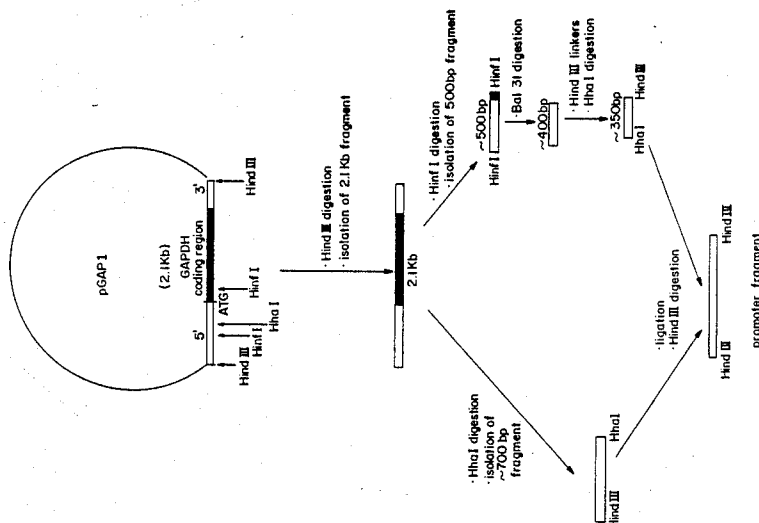 pGAP1
(2.1Kb)
GAPDH
coding region
5'
ATG
3'
Hind III
Hinf I
Hha I
Hinf I
Hind III
· Hind III digestion
· isolation of 2.1 Kb fragment
2.1Kb
· Hinf I digestion
· isolation of 500bp fragment
~500bp
Hinf I
Hinf I
· Bal 31 digestion
~400bp
· Hind III linkers
· Hha I digestion
~350bp
Hha I
Hind III
· HhaI digestion
· isolation of
~700 bp
fragment
Hind III
HhaI
· ligation
· Hind III digestion
Hind III
Hind III
promoter fragment